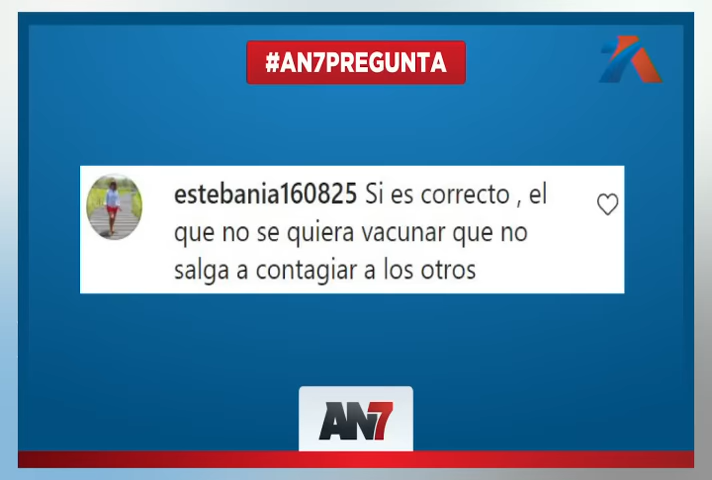 #AN7PREGUNTA
estebania160825 Si es correcto , el
que no se quiera vacunar que no
salga a contagiar a los otros
AN7